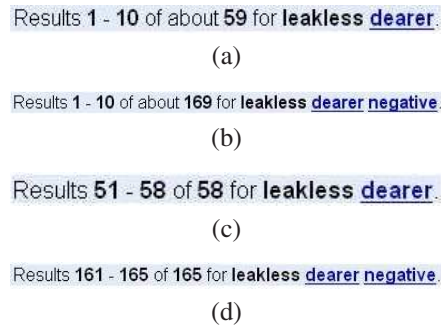 Results 1 - 10 of about 59 for leakless dearer.
(a)
Results 1 - 10 of about 169 for leakless dearer negative.
(b)
Results 51 - 58 of 58 for leakless dearer.
(c)
Results 161 - 165 of 165 for leakless dearer negative.
(d)